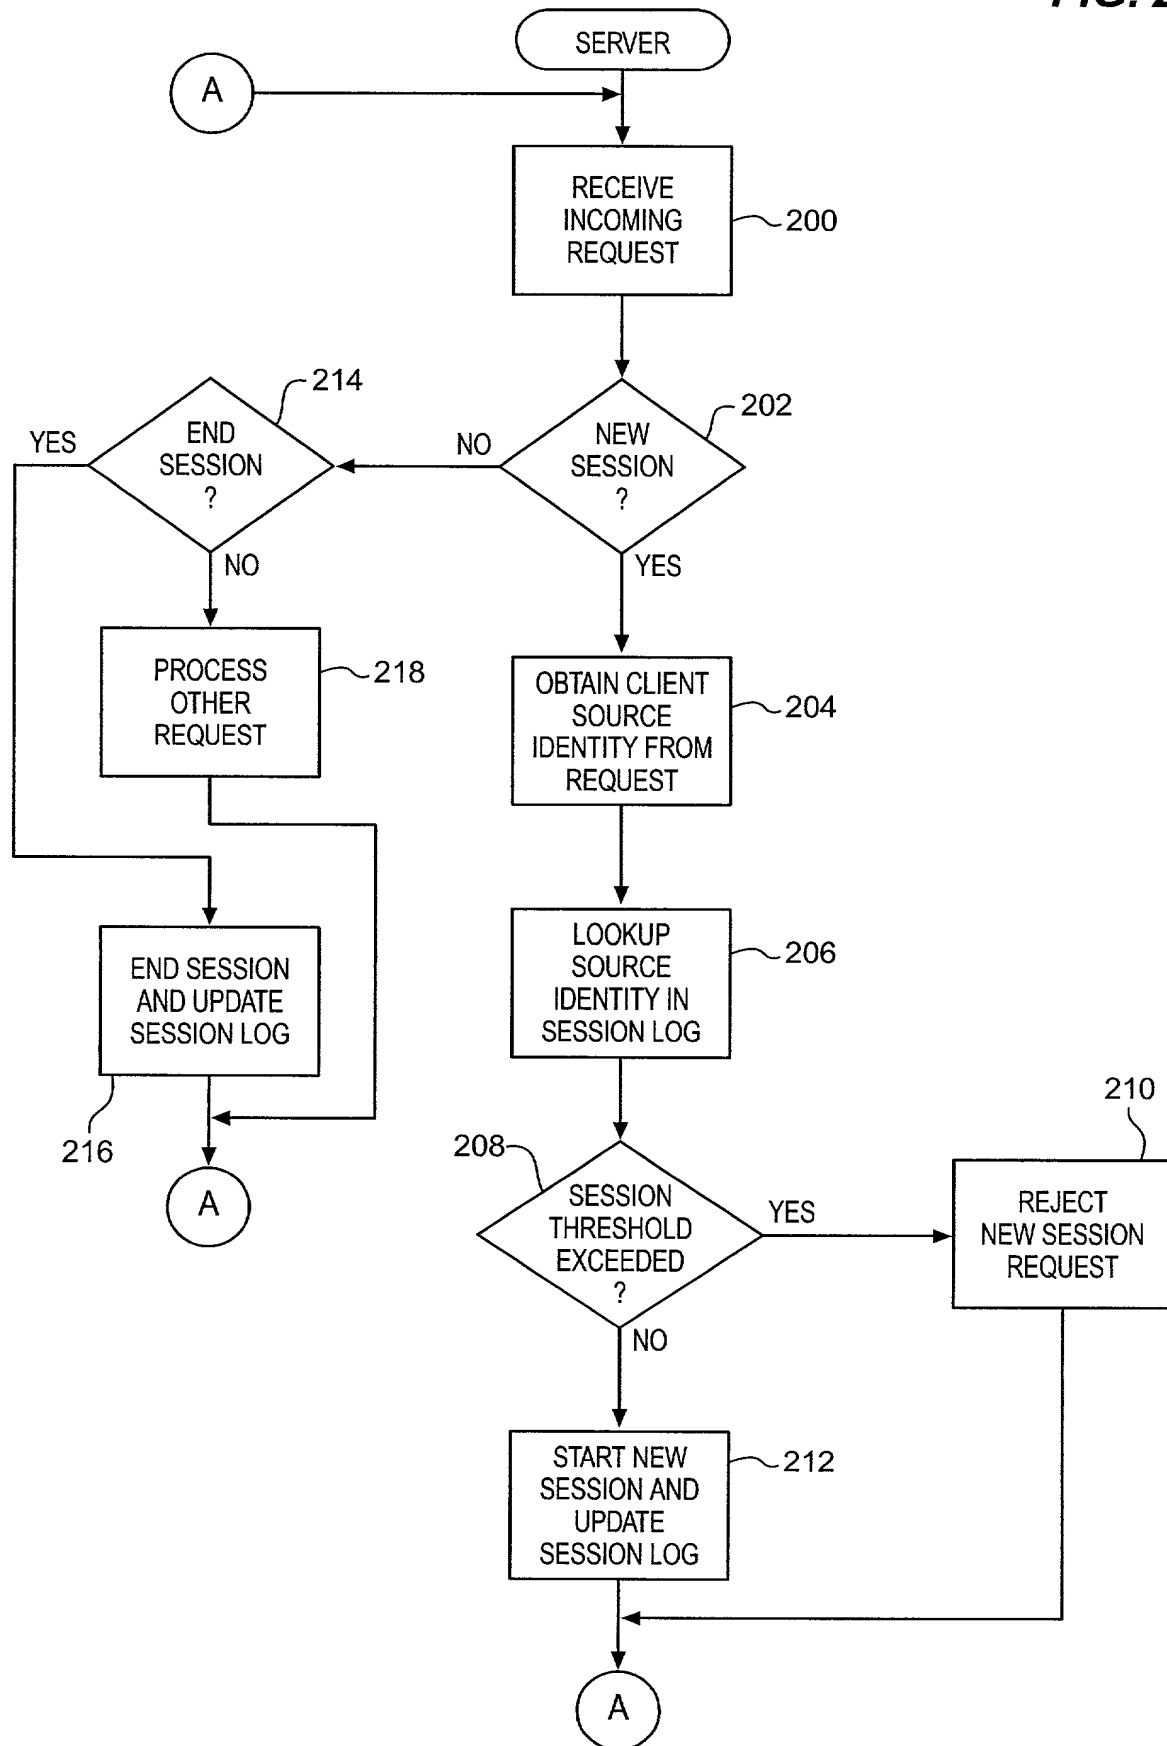 FIG. 2
SERVER
A
RECEIVE
INCOMING
REQUEST
200
214
202
YES
END
SESSION
?
NO
NEW
SESSION
?
NO
YES
PROCESS
OTHER
REQUEST
218
OBTAIN CLIENT
SOURCE
IDENTITY FROM
REQUEST
204
END SESSION
AND UPDATE
SESSION LOG
216
LOOKUP
SOURCE
IDENTITY IN
SESSION LOG
206
A
208
SESSION
THRESHOLD
EXCEEDED
?
YES
210
REJECT
NEW SESSION
REQUEST
NO
START NEW
SESSION AND
UPDATE
SESSION LOG
212
A